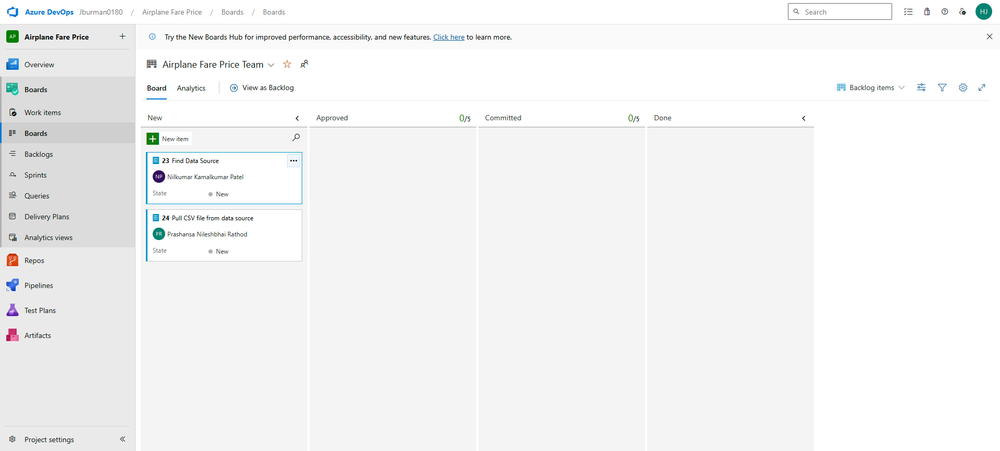 Azure DevOps Jburman0180 / Airplane Fare Price / Boards / Boards
Search
HJ
AP Airplane Fare Price +
Try the New Boards Hub for improved performance, accessibility, and new features. Click here to learn more.
Overview
Boards
Work items
Boards
Backlogs
Sprints
Queries
Delivery Plans
Analytics views
Repos
Pipelines
Test Plans
Artifacts
Project settings
Airplane Fare Price Team
Board Analytics View as Backlog
Backlog items
New
Approved 0/5
Committed 0/5
Done
New item
23 Find Data Source
NP Nilkumar Kamalkumar Patel
State New
24 Pull CSV file from data source
PR Prashansa Nileshbhai Rathod
State New